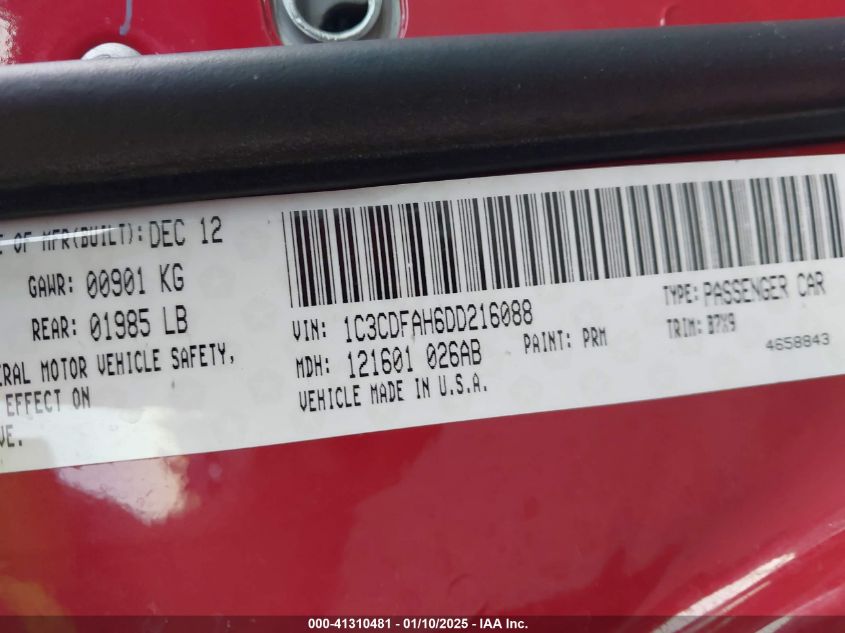 E OF MFR(BUILT): DEC 12
GAWR: 00901 KG
REAR: 01985 LB
ERAL MOTOR VEHICLE SAFETY,
EFFECT ON
VE.
VIN: 1C3CDFAH6DD216088
MDH: 121601 026AB
VEHICLE MADE IN U.S.A.
PAINT: PRM
TYPE: PASSENGER CAR
TRIM: B7X9
4658843
000-41310481 - 01/10/2025 - IAA Inc.